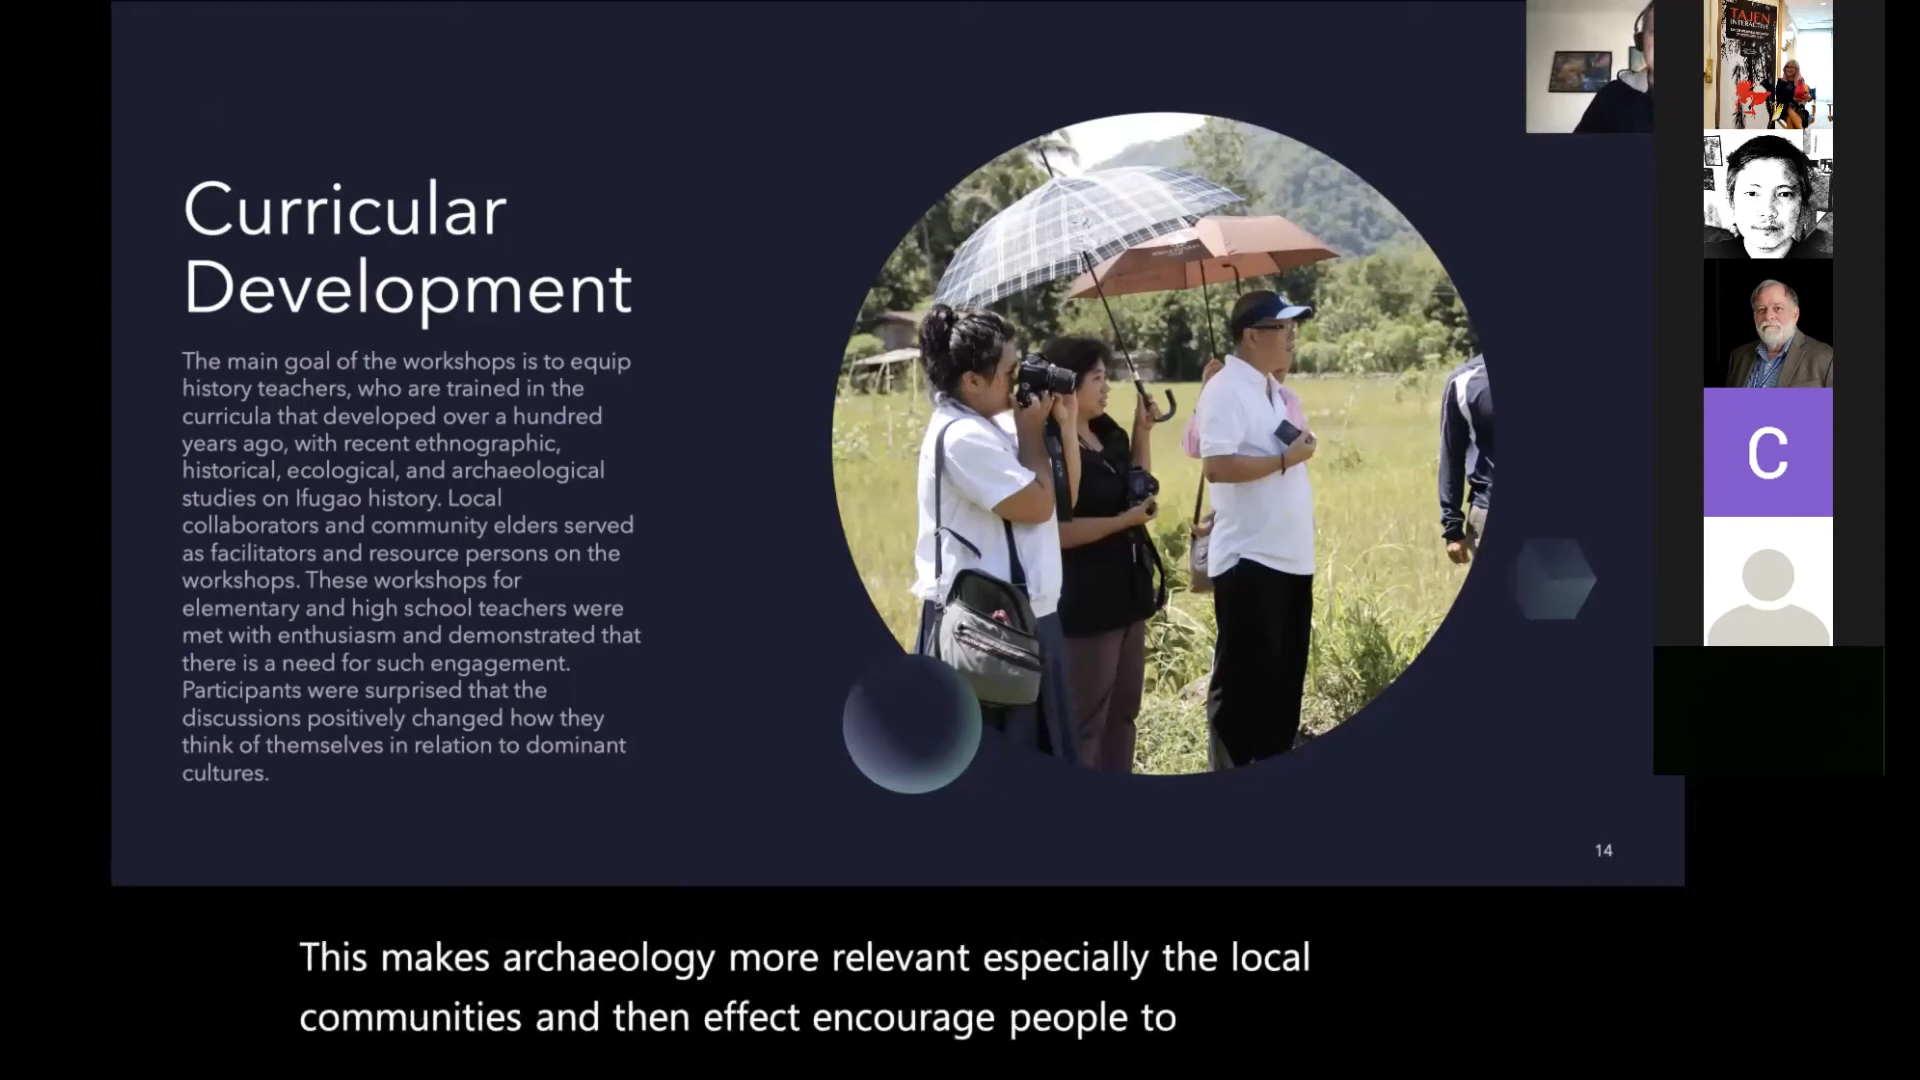 Curricular
Development
The main goal of the workshops is to equip
history teachers, who are trained in the
curricula that developed over a hundred
years ago, with recent ethnographic,
historical, ecological, and archaeological
studies on Ifugao history. Local
collaborators and community elders served
as facilitators and resource persons on the
workshops. These workshops for
elementary and high school teachers were
met with enthusiasm and demonstrated that
there is a need for such engagement.
Participants were surprised that the
discussions positively changed how they
think of themselves in relation to dominant
cultures.
14
TAJEN
INTERACTIVE
C
This makes archaeology more relevant especially the local
communities and then effect encourage people to